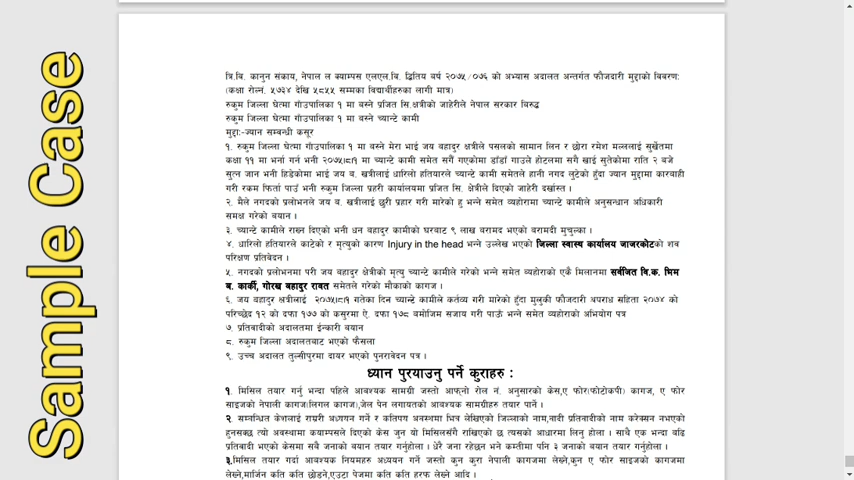 Sample Case
त्रि.वि. कानुन संकाय, नेपाल ल क्याम्पस एलएल.वि. द्वितिय वर्ष २०७५/०७६ को अभ्यास अदालत अन्तर्गत फौजदारी मुद्दाको विवरण:
(कक्षा रोल्नं. ५७३४ देखि ५८५५ सम्मका विद्यार्थीहरुका लागी मात्र)
रुकुम जिल्ला घेत्मा गाँउपालिका १ मा बस्ने प्रजित सि.क्षत्रीको जाहेरीले नेपाल सरकार बिरुद्ध
रुकुम जिल्ला घेत्मा गाँउपालिका १ मा बस्ने च्यान्टे कामी
मुद्दा:-ज्यान सम्बन्धी कसूर
१. रुकुम जिल्ला घेत्मा गाँउपालिका १ मा बस्ने मेरा भाई जय बहादुर क्षत्रीले पसलको सामान लिन र छोरा रमेश मल्ललाई सुर्खेतमा
कक्षा ११ मा भर्ना गर्न भनी २०७५।८।१ मा च्यान्टे कामी समेत सगैं गएकोमा डाँडा गाउले होटलमा सगै खाई सुतेकोमा राति २ बजे
सुत्न जान भनी हिडेकोमा भाई जय ब. खत्रीलाई धारिलो हतियारले च्यान्टे कामी समेतले हानी नगद लुटेको हुँदा ज्यान मुद्दामा कारवाही
गरी रकम फिर्ता पाउँ भनी रुकुम जिल्ला प्रहरी कार्यालयमा प्रजित सि. क्षेत्रीले दिएको जाहेरी दर्खास्त।
२. मैले नगदको प्रलोभनले जय ब. खत्रीलाई छुरी प्रहार गरी मारेको हु भन्ने समेत व्यहोरामा च्यान्टे कामीले अनुसन्धान अधिकारी
समक्ष गरेको बयान।
३. च्यान्टे कामीले राख्न दिएको भनी धन बहादुर कामीको घरबाट ९ लाख बरामद भएको बरामदी मुचुल्का।
४. धारिलो हतियारले काटेको र मृत्युको कारण Injury in the head भन्ने उल्लेख भएको जिल्ला स्वास्थ कार्यालय जाजरकोटको शव
परिक्षण प्रतिवेदन।
५. नगदको प्रलोभनमा परी जय बहादुर क्षेत्रीको मृत्यु च्यान्टे कामीले गरेको भन्ने समेत व्यहोराको एकै मिलानमा सर्वजित वि.क. भिम
ब. कार्की, गोरख बहादुर रावत समेतले गरेको मौकाको कागज।
६. जय बहादुर क्षत्रीलाई २०७५।८।१ गतेका दिन च्यान्टे कामीले कर्तव्य गरी मारेको हुँदा मुलुकी फौजदारी अपराध संहिता २०७४ को
परिच्छेद १२ को दफा १७७ को कसुरमा ऐ. दफा १७८ बमोजिम सजाय गरी पाऊँ भन्ने समेत व्यहोराको अभियोग पत्र
७. प्रतिवादीको अदालतमा ईन्कारी बयान
८. रुकुम जिल्ला अदालतबाट भएको फैसला
९. उच्च अदालत तुल्सीपुरमा दायर भएको पुनरावेदन पत्र।
ध्यान पुरयाउनु पर्ने कुराहरु :
१. मिसिल तयार गर्नु भन्दा पहिले आवश्यक सामग्री जस्तो आफ्नो रोल नं. अनुसारको केस,ए फोर(फोटोकपी) कागज, ए फोर
साइजको नेपाली कागज(लिगल कागज),जेल पेन लगायतको आवश्यक सामग्रीहरु तयार पार्ने।
२. सम्बन्धित केशलाई राम्ररी अध्ययन गर्ने र कतिपय अवस्थमा भित्र लेखिएको जिल्लाको नाम,वादी प्रतिवादीको नाम करेक्सन नभएको
हुनसक्छ त्यो अवस्थामा क्याम्पसले दिएको केस जुन यो मिसिलसँगै राखिएको छ त्यसको आधारमा लिनु होला। साथै एक भन्दा बढि
प्रतिवादी भएको केसमा सबै जनाको बयान तयार गर्नुहोला। धेरै जना रहेछन भने कम्तीमा पनि ३ जनाको बयान तयार गर्नुहोला।
३.मिसिल तयार गर्दा आवश्यक नियमहरु अध्ययन गर्ने जस्तो कुन कुरा नेपाली कागजमा लेख्ने,कुन ए फोर साइजको कागजमा
लेख्ने,मार्जिन कति कति छोड्ने,एउटा पेजमा कति कति हरफ लेख्ने आदि।